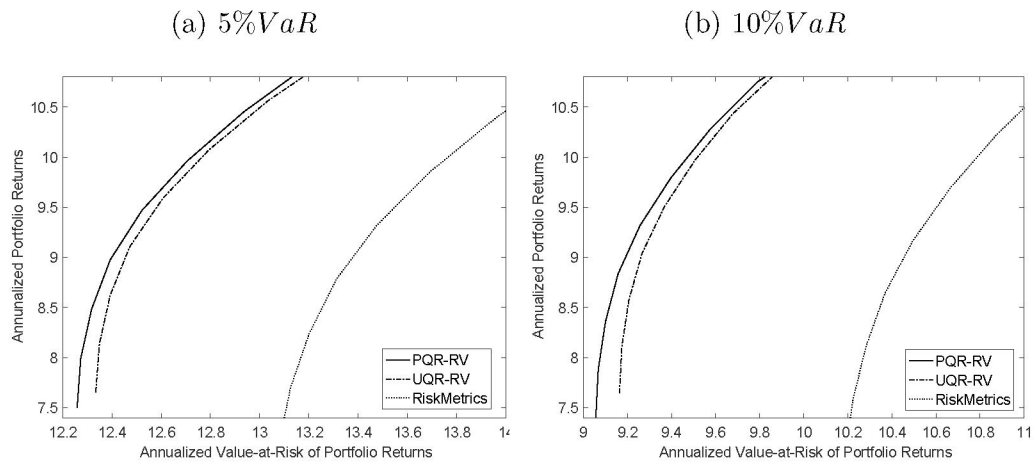 (a) 5%VaR
(b) 10%VaR
Annunalized Portfolio Returns
10.5
10
9.5
9
8.5
8
7.5
12.2 12.4 12.6 12.8 13 13.2 13.4 13.6 13.8 14
Annualized Value-at-Risk of Portfolio Returns
PQR-RV
UQR-RV
RiskMetrics
Annualized Portfolio Returns
10.5
10
9.5
9
8.5
8
7.5
9 9.2 9.4 9.6 9.8 10 10.2 10.4 10.6 10.8 11
Annualized Value-at-Risk of Portfolio Returns
PQR-RV
UQR-RV
RiskMetrics